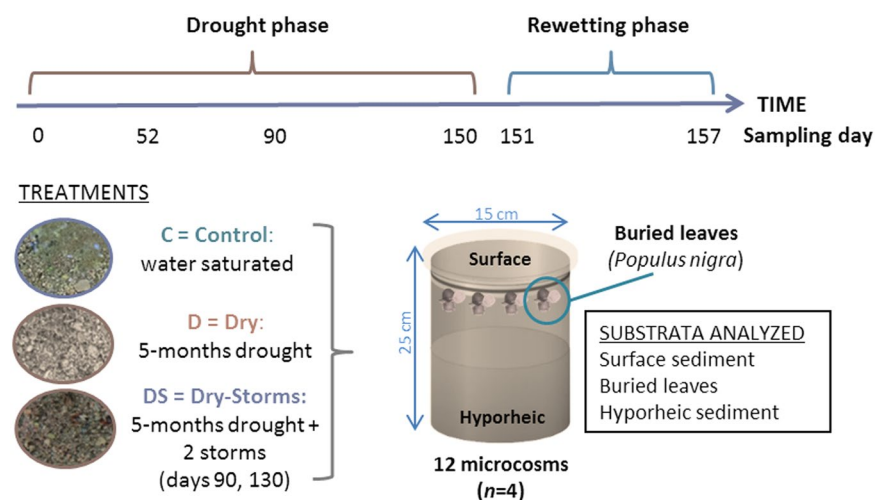 Drought phase
Rewetting phase
TIME
0 52 90 150 151 157 Sampling day
TREATMENTS
C = Control:
water saturated
D = Dry:
5-months drought
DS = Dry-Storms:
5-months drought +
2 storms
(days 90, 130)
15 cm
25 cm
Surface
Hyporheic
12 microcosms
(n=4)
Buried leaves
(Populus nigra)
SUBSTRATA ANALYZED
Surface sediment
Buried leaves
Hyporheic sediment